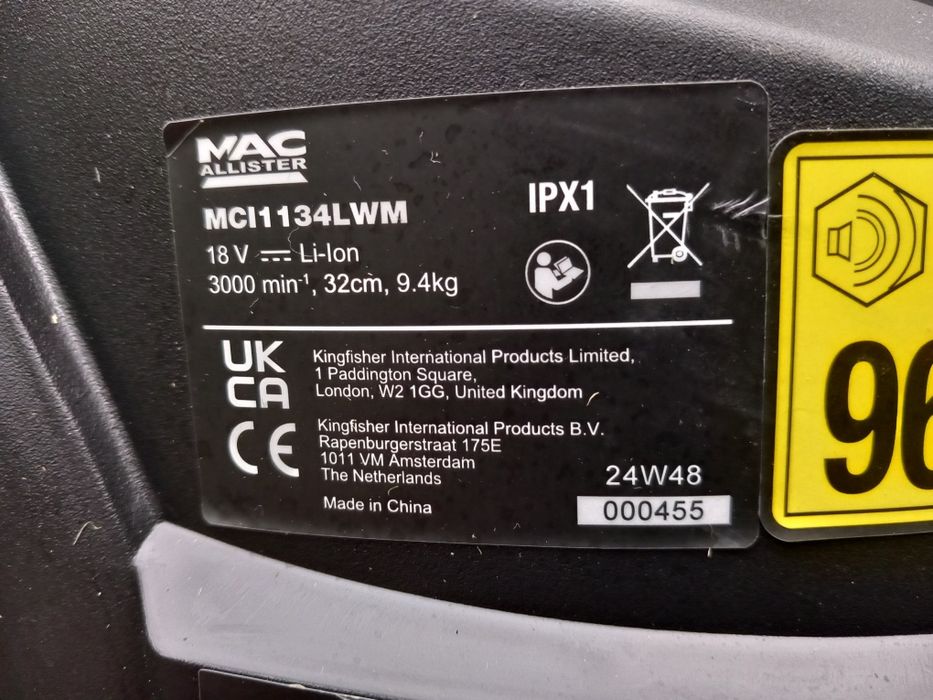 MAC
ALLISTER
MCI1134LWM
18 V ⎓ Li-Ion
3000 min⁻¹, 32cm, 9.4kg
IPX1
UK
CA
Kingfisher International Products Limited,
1 Paddington Square,
London, W2 1GG, United Kingdom
CE
Kingfisher International Products B.V.
Rapenburgerstraat 175E
1011 VM Amsterdam
The Netherlands
Made in China
24W48
000455
96